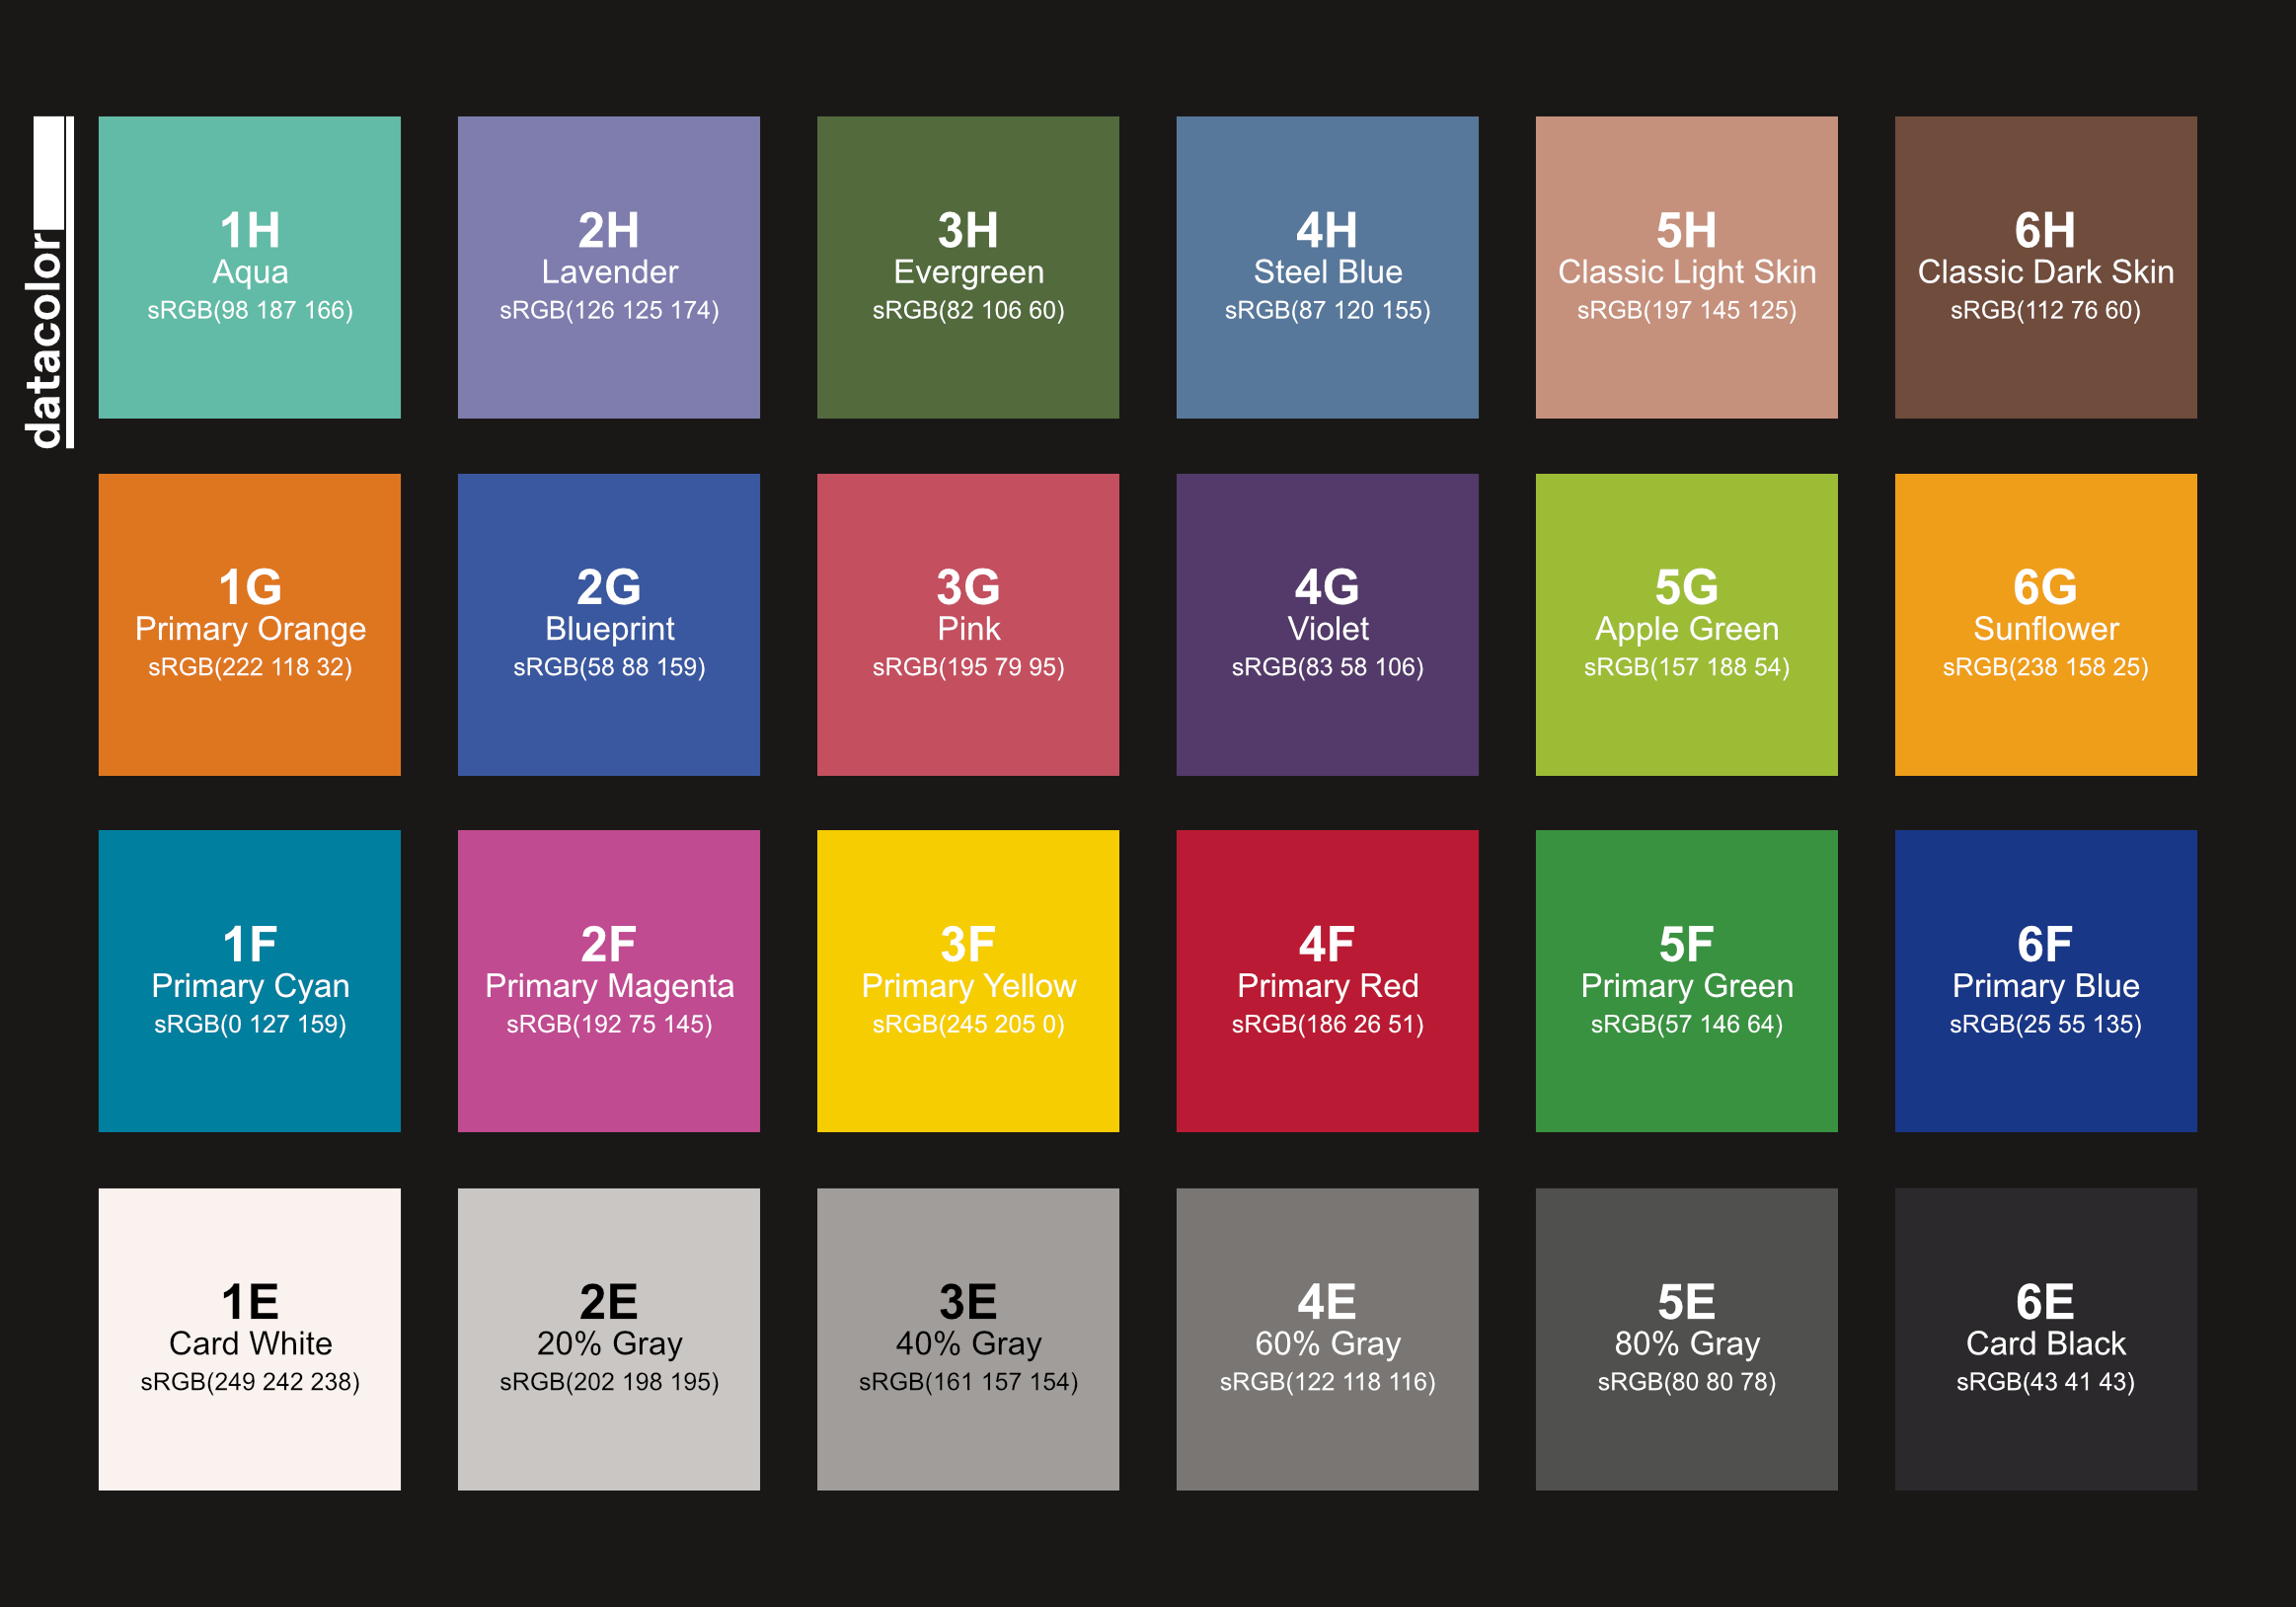 datacolor
1H
Aqua
sRGB(98 187 166)
2H
Lavender
sRGB(126 125 174)
3H
Evergreen
sRGB(82 106 60)
4H
Steel Blue
sRGB(87 120 155)
5H
Classic Light Skin
sRGB(197 145 125)
6H
Classic Dark Skin
sRGB(112 76 60)
1G
Primary Orange
sRGB(222 118 32)
2G
Blueprint
sRGB(58 88 159)
3G
Pink
sRGB(195 79 95)
4G
Violet
sRGB(83 58 106)
5G
Apple Green
sRGB(157 188 54)
6G
Sunflower
sRGB(238 158 25)
1F
Primary Cyan
sRGB(0 127 159)
2F
Primary Magenta
sRGB(192 75 145)
3F
Primary Yellow
sRGB(245 205 0)
4F
Primary Red
sRGB(186 26 51)
5F
Primary Green
sRGB(57 146 64)
6F
Primary Blue
sRGB(25 55 135)
1E
Card White
sRGB(249 242 238)
2E
20% Gray
sRGB(202 198 195)
3E
40% Gray
sRGB(161 157 154)
4E
60% Gray
sRGB(122 118 116)
5E
80% Gray
sRGB(80 80 78)
6E
Card Black
sRGB(43 41 43)